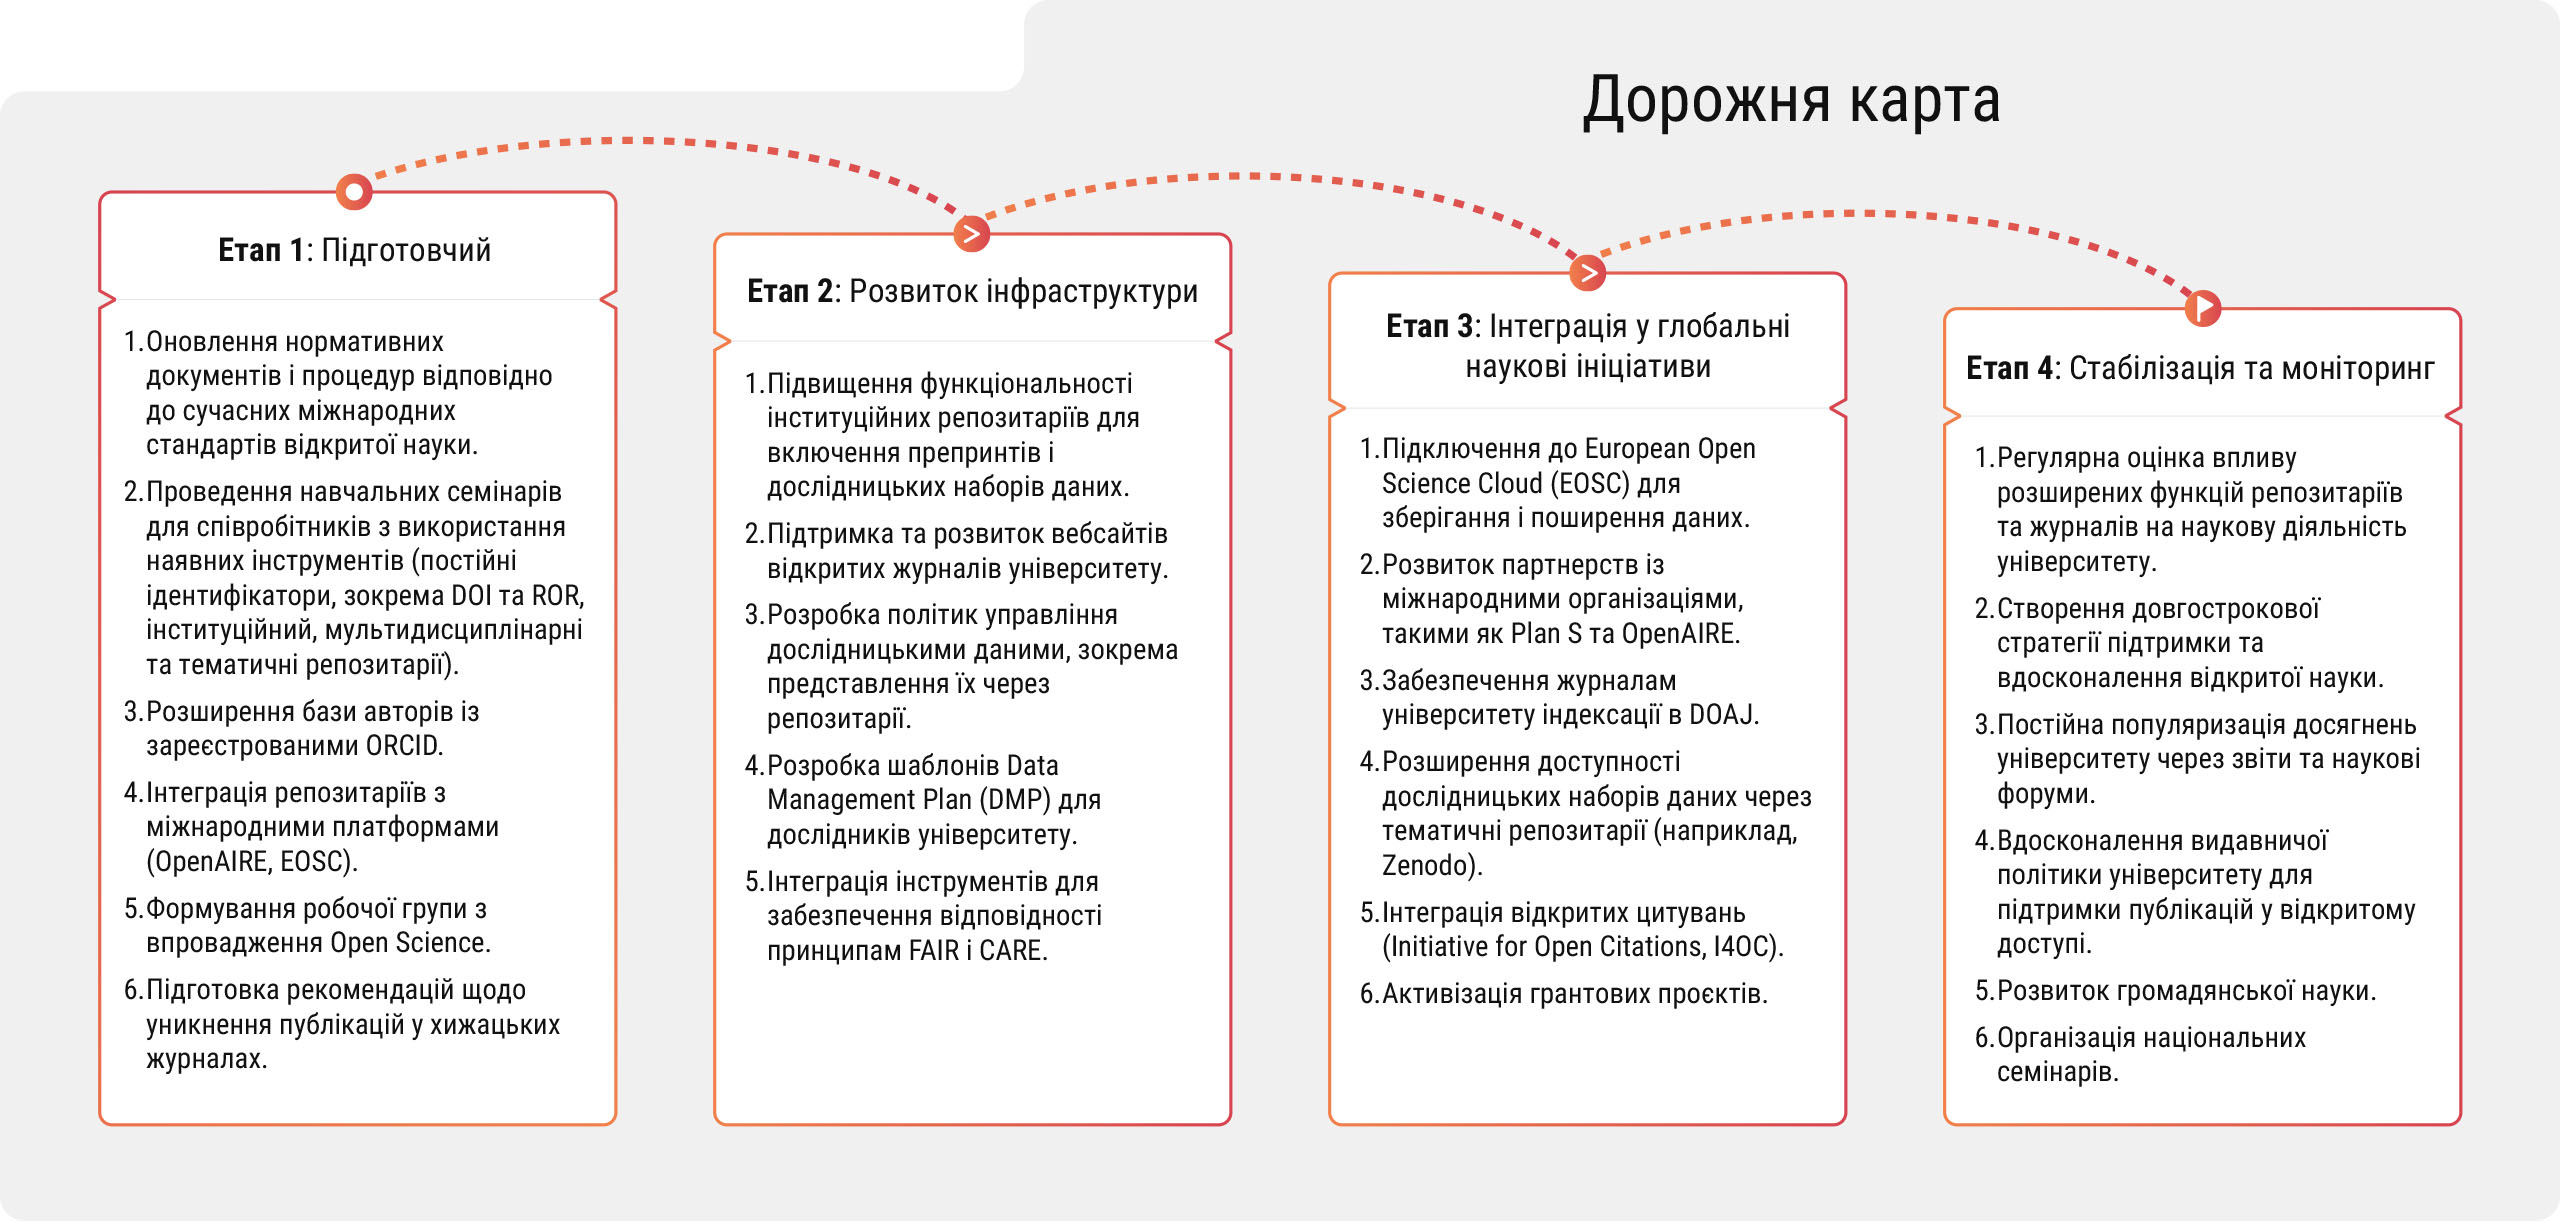 Дорожня карта
Етап 1: Підготовчий
1.Оновлення нормативних
документів і процедур відповідно
до сучасних міжнародних
стандартів відкритої науки.
2.Проведення навчальних семінарів
для співробітників з використання
наявних інструментів (постійні
ідентифікатори, зокрема DOI та ROR,
інституційний, мультидисциплінарні
та тематичні репозитарії).
3.Розширення бази авторів із
зареєстрованими ORCID.
4.Інтеграція репозитаріїв з
міжнародними платформами
(OpenAIRE, EOSC).
5.Формування робочої групи з
впровадження Open Science.
6.Підготовка рекомендацій щодо
уникнення публікацій у хижацьких
журналах.
Етап 2: Розвиток інфраструктури
1.Підвищення функціональності
інституційних репозитаріїв для
включення препринтів і
дослідницьких наборів даних.
2.Підтримка та розвиток вебсайтів
відкритих журналів університету.
3.Розробка політик управління
дослідницькими даними, зокрема
представлення їх через
репозитарії.
4.Розробка шаблонів Data
Management Plan (DMP) для
дослідників університету.
5.Інтеграція інструментів для
забезпечення відповідності
принципам FAIR і CARE.
Етап 3: Інтеграція у глобальні
наукові ініціативи
1.Підключення до European Open
Science Cloud (EOSC) для
зберігання і поширення даних.
2.Розвиток партнерств із
міжнародними організаціями,
такими як Plan S та OpenAIRE.
3.Забезпечення журналам
університету індексації в DOAJ.
4.Розширення доступності
дослідницьких наборів даних через
тематичні репозитарії (наприклад,
Zenodo).
5.Інтеграція відкритих цитувань
(Initiative for Open Citations, I4OC).
6.Активізація грантових проєктів.
Етап 4: Стабілізація та моніторинг
1.Регулярна оцінка впливу
розширених функцій репозитаріїв
та журналів на наукову діяльність
університету.
2.Створення довгострокової
стратегії підтримки та
вдосконалення відкритої науки.
3.Постійна популяризація досягнень
університету через звіти та наукові
форуми.
4.Вдосконалення видавничої
політики університету для
підтримки публікацій у відкритому
доступі.
5.Розвиток громадянської науки.
6.Організація національних
семінарів.